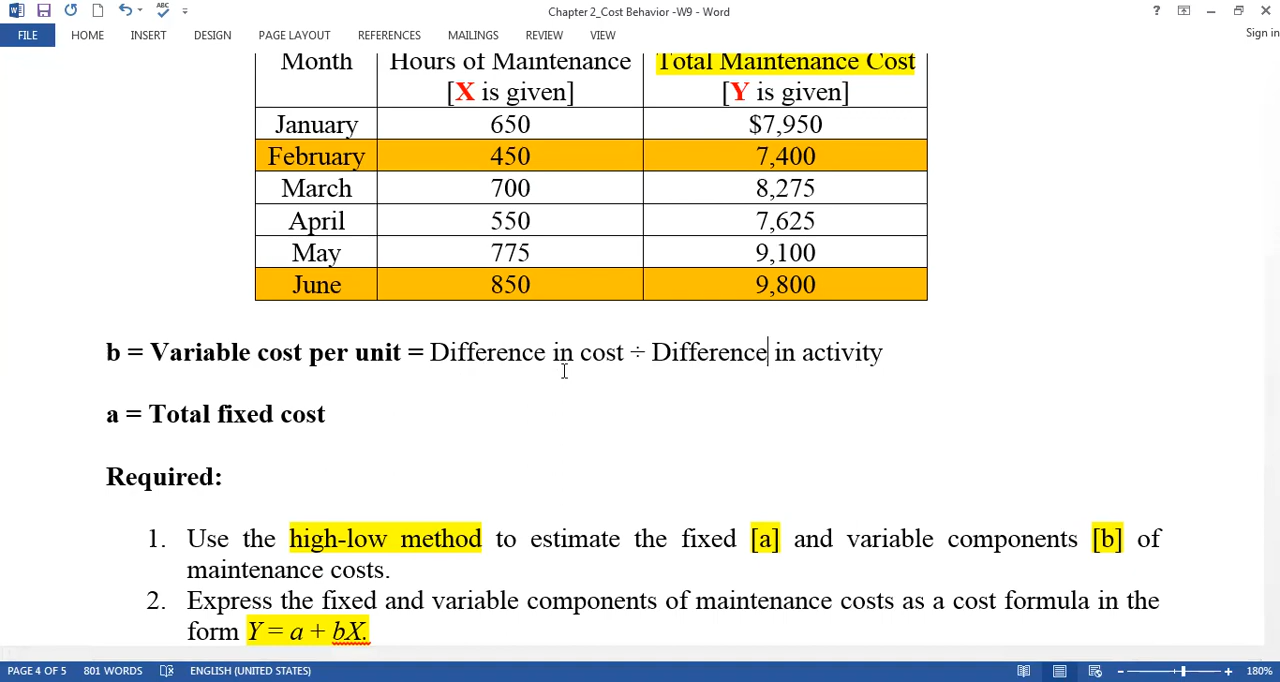 Chapter 2_Cost Behavior -W9 - Word
FILE HOME INSERT DESIGN PAGE LAYOUT REFERENCES MAILINGS REVIEW VIEW Sign in
Month Hours of Maintenance Total Maintenance Cost
[X is given] [Y is given]
January 650 $7,950
February 450 7,400
March 700 8,275
April 550 7,625
May 775 9,100
June 850 9,800
b = Variable cost per unit = Difference in cost ÷ Difference in activity
a = Total fixed cost
Required:
1. Use the high-low method to estimate the fixed [a] and variable components [b] of
maintenance costs.
2. Express the fixed and variable components of maintenance costs as a cost formula in the
form Y = a + bX.
PAGE 4 OF 5 801 WORDS ENGLISH (UNITED STATES) 180%